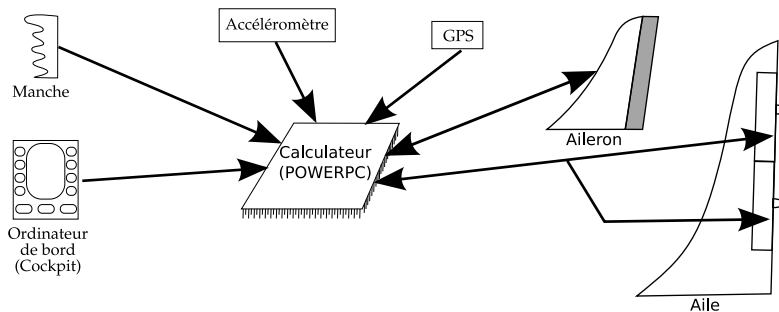 Accéléromètre
GPS
Manche
Calculateur
(POWERPC)
Aileron
Ordinateur
de bord
(Cockpit)
Aile